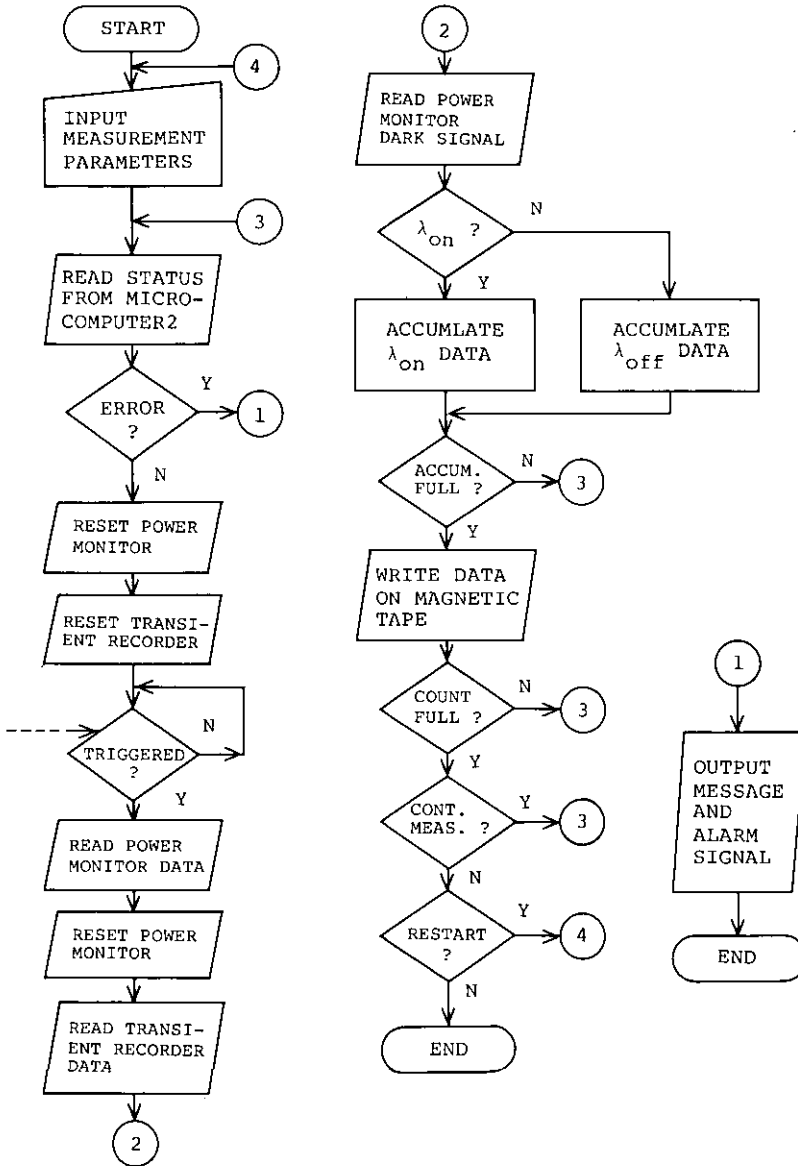 START
4
INPUT
MEASUREMENT
PARAMETERS
3
READ STATUS
FROM MICRO-
COMPUTER2
Y
ERROR
?
1
N
RESET POWER
MONITOR
RESET TRANSI-
ENT RECORDER
N
TRIGGERED
?
Y
READ POWER
MONITOR DATA
RESET POWER
MONITOR
READ TRANSI-
ENT RECORDER
DATA
2
2
READ POWER
MONITOR
DARK SIGNAL
N
λon ?
Y
ACCUMLATE
λon DATA
ACCUMLATE
λoff DATA
N
ACCUM.
FULL ?
3
Y
WRITE DATA
ON MAGNETIC
TAPE
N
COUNT
FULL ?
3
Y
CONT.
MEAS. ?
Y
3
N
Y
RESTART
?
4
N
END
1
OUTPUT
MESSAGE
AND
ALARM
SIGNAL
END